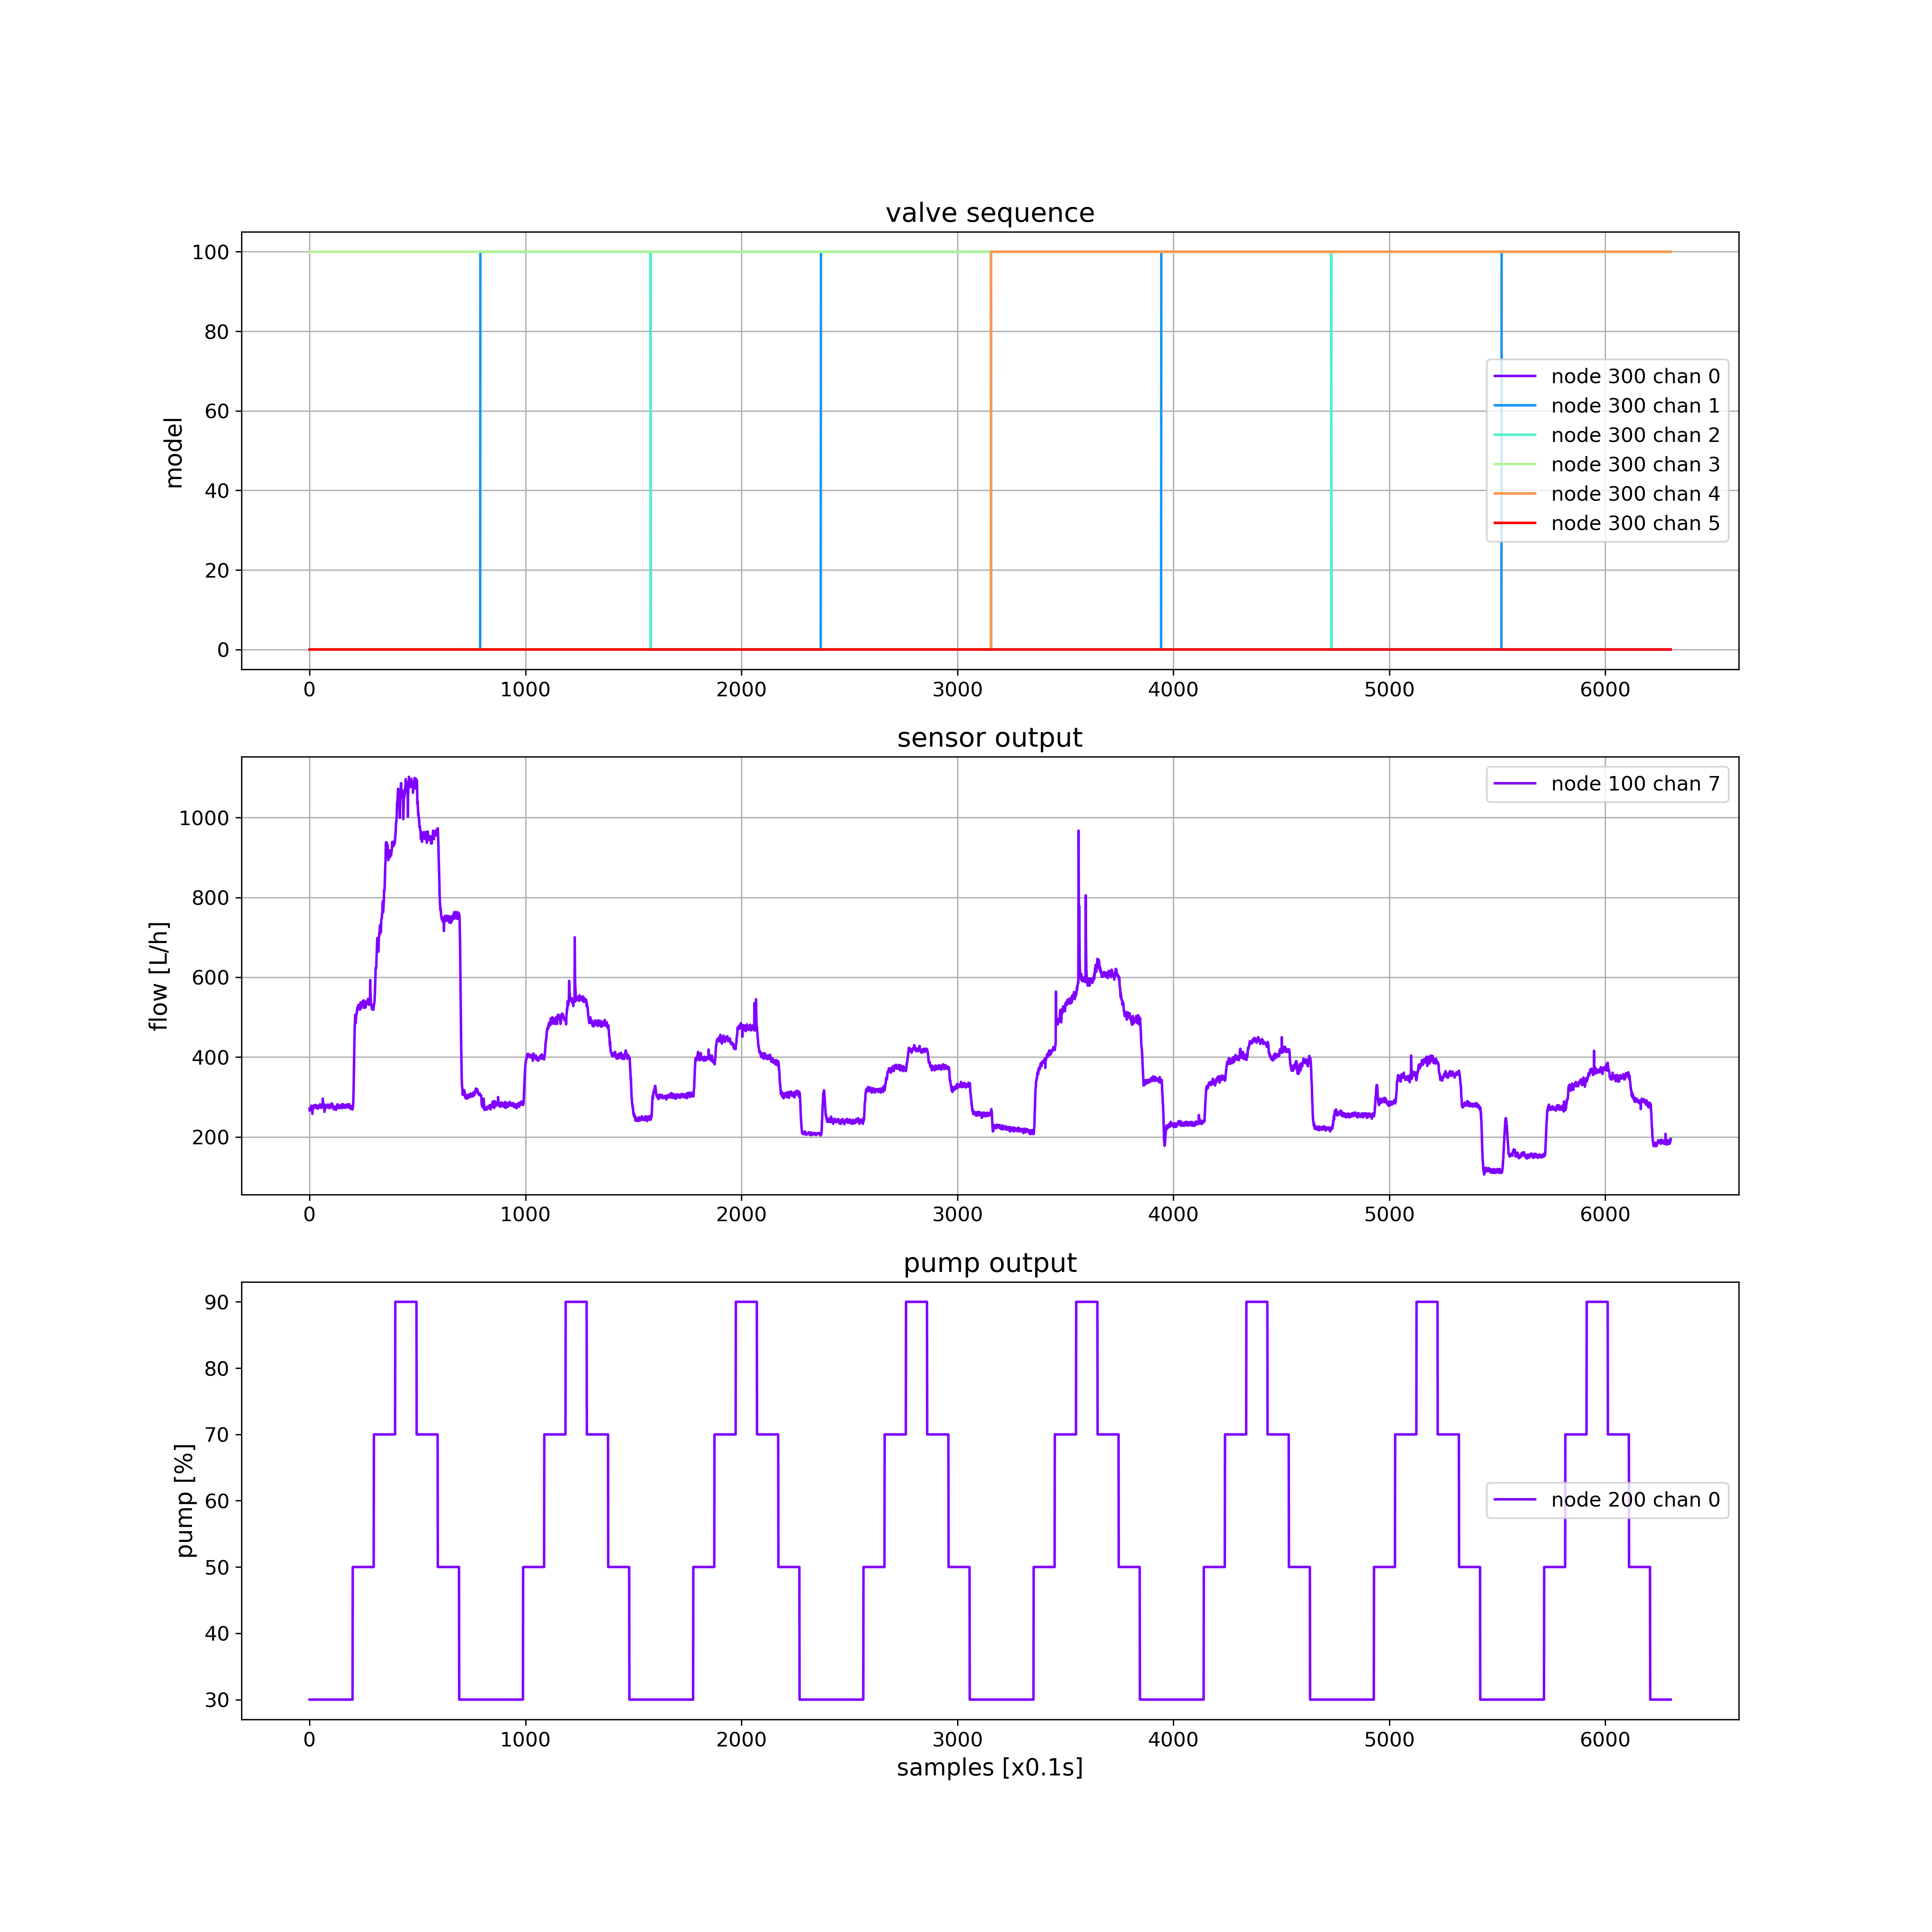 valve sequence
model
100
80
60
40
20
0
node 300 chan 0
node 300 chan 1
node 300 chan 2
node 300 chan 3
node 300 chan 4
node 300 chan 5
0 1000 2000 3000 4000 5000 6000
sensor output
flow [L/h]
1000
800
600
400
200
node 100 chan 7
0 1000 2000 3000 4000 5000 6000
pump output
pump [%]
90
80
70
60
50
40
30
node 200 chan 0
0 1000 2000 3000 4000 5000 6000
samples [x0.1s]